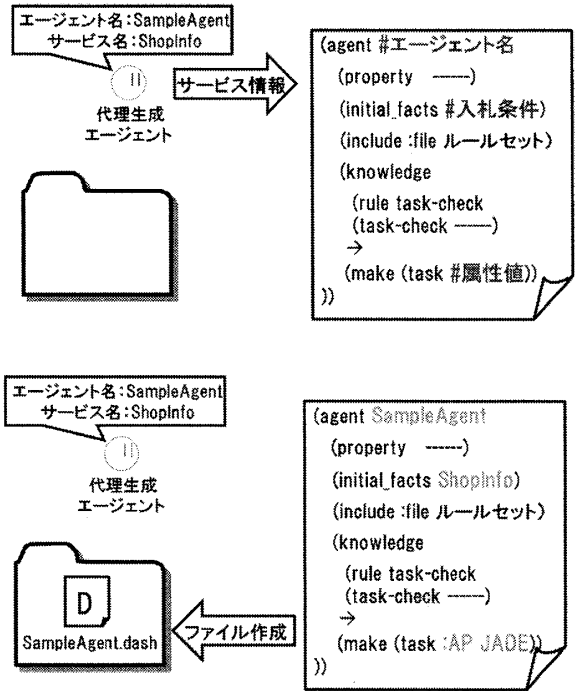 エージェント名:SampleAgent
サービス名:ShopInfo
代理生成
エージェント
サービス情報
(agent #エージェント名
(property ——)
(initial_facts #入札条件)
(include :file ルールセット)
(knowledge
(rule task-check
(task-check ——)
→
(make (task #属性値))
))
エージェント名:SampleAgent
サービス名:ShopInfo
代理生成
エージェント
D
SampleAgent.dash
ファイル作成
(agent SampleAgent
(property -----)
(initial_facts ShopInfo)
(include :file ルールセット)
(knowledge
(rule task-check
(task-check ——)
→
(make (task :AP JADE))
))